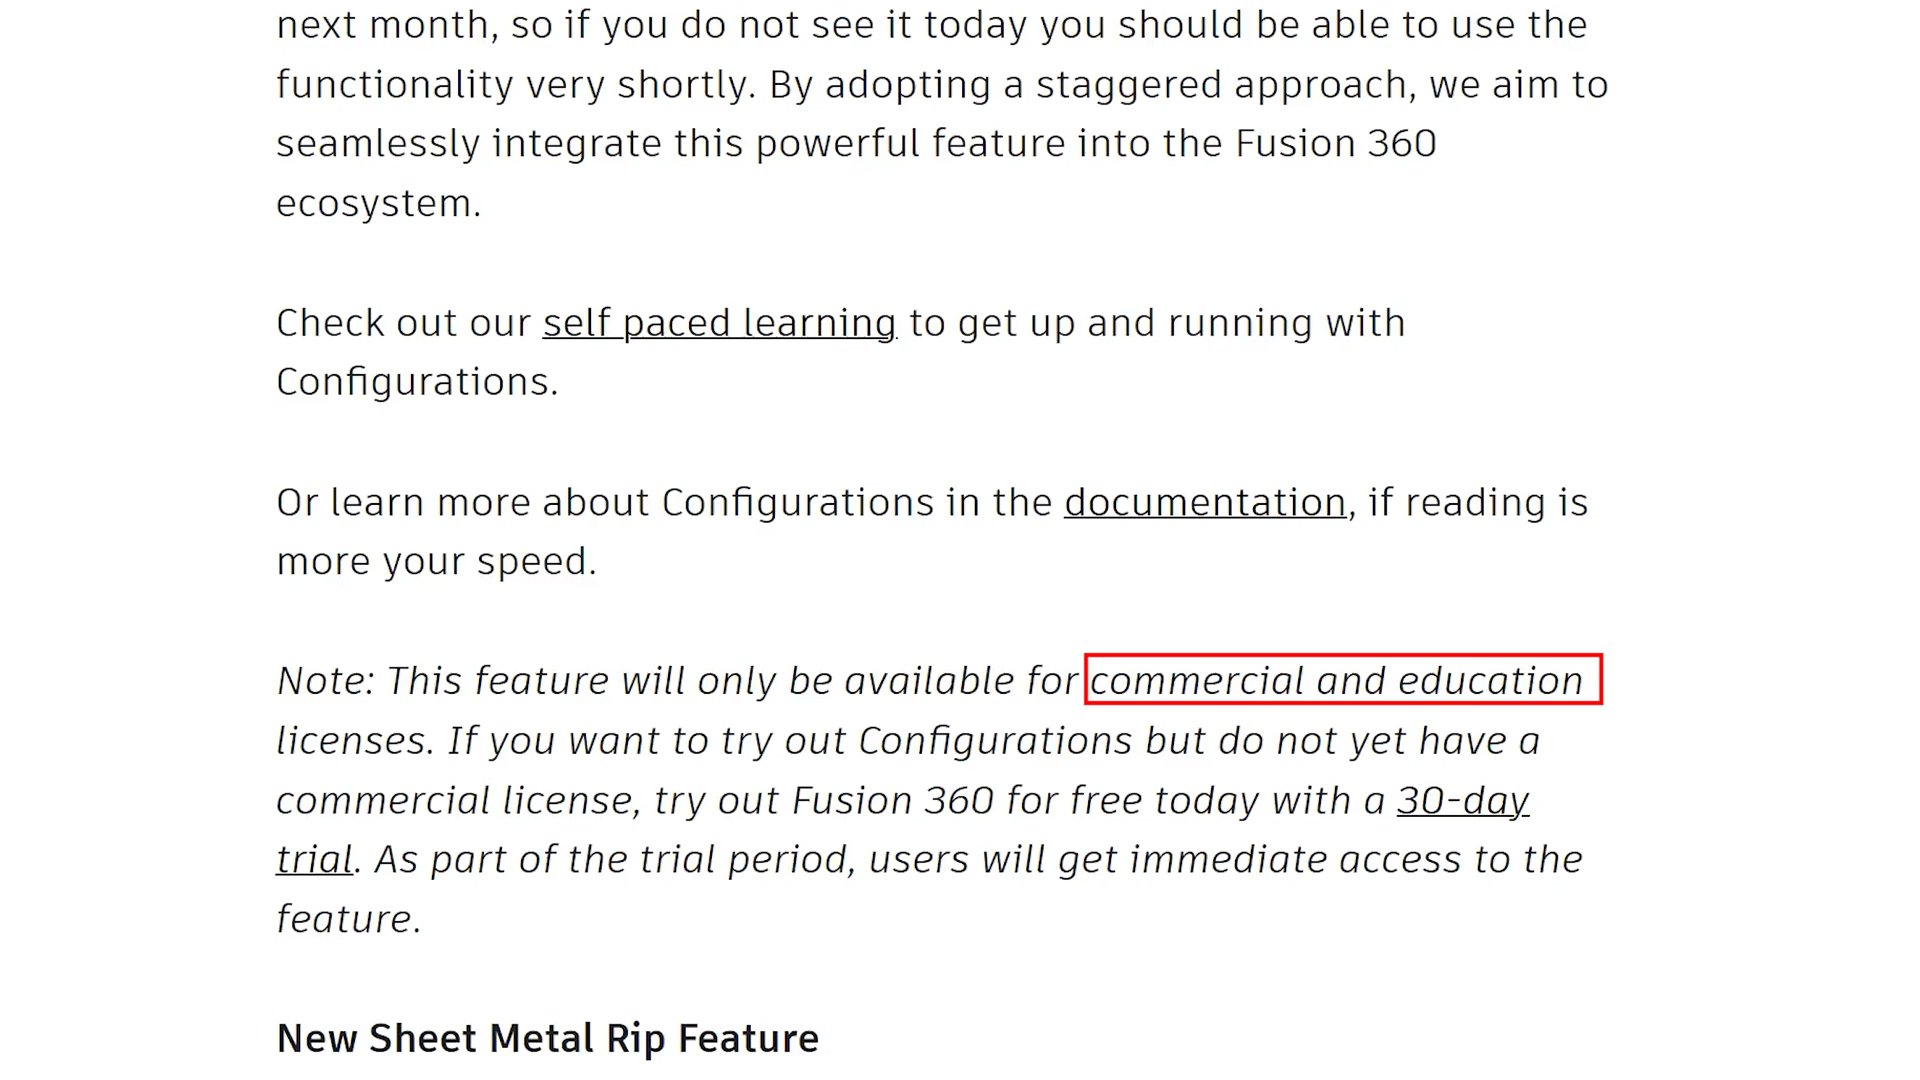 next month, so if you do not see it today you should be able to use the
functionality very shortly. By adopting a staggered approach, we aim to
seamlessly integrate this powerful feature into the Fusion 360
ecosystem.
Check out our self paced learning to get up and running with
Configurations.
Or learn more about Configurations in the documentation, if reading is
more your speed.
Note: This feature will only be available for commercial and education
licenses. If you want to try out Configurations but do not yet have a
commercial license, try out Fusion 360 for free today with a 30-day
trial. As part of the trial period, users will get immediate access to the
feature.
New Sheet Metal Rip Feature